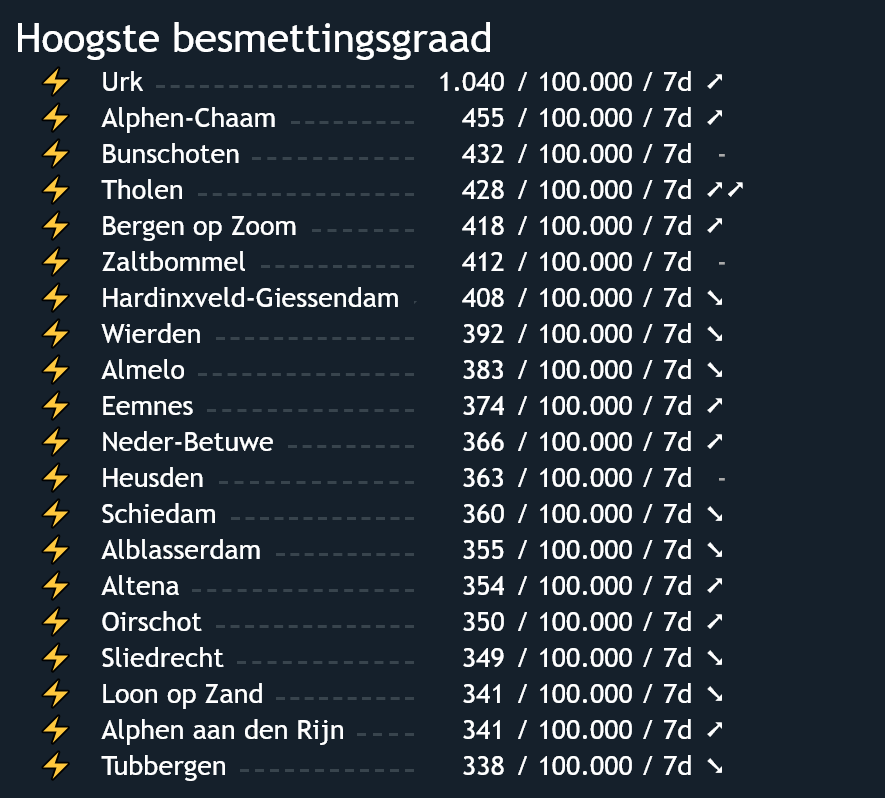 Hoogste besmettingsgraad
⚡ Urk 1.040 / 100.000 / 7d ➚
⚡ Alphen-Chaam 455 / 100.000 / 7d ➚
⚡ Bunschoten 432 / 100.000 / 7d -
⚡ Tholen 428 / 100.000 / 7d ➚➚
⚡ Bergen op Zoom 418 / 100.000 / 7d ➚
⚡ Zaltbommel 412 / 100.000 / 7d -
⚡ Hardinxveld-Giessendam 408 / 100.000 / 7d ➘
⚡ Wierden 392 / 100.000 / 7d ➘
⚡ Almelo 383 / 100.000 / 7d ➘
⚡ Eemnes 374 / 100.000 / 7d ➚
⚡ Neder-Betuwe 366 / 100.000 / 7d ➚
⚡ Heusden 363 / 100.000 / 7d -
⚡ Schiedam 360 / 100.000 / 7d ➘
⚡ Alblasserdam 355 / 100.000 / 7d ➘
⚡ Altena 354 / 100.000 / 7d ➚
⚡ Oirschot 350 / 100.000 / 7d ➚
⚡ Sliedrecht 349 / 100.000 / 7d ➘
⚡ Loon op Zand 341 / 100.000 / 7d ➘
⚡ Alphen aan den Rijn 341 / 100.000 / 7d ➚
⚡ Tubbergen 338 / 100.000 / 7d ➘